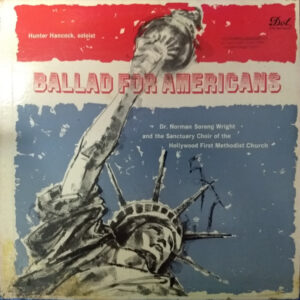 Hunter Hancock, soloist
Dot
BALLAD FOR AMERICANS
Dr. Norman Soreng Wright
and the Sanctuary Choir of the
Hollywood First Methodist Church